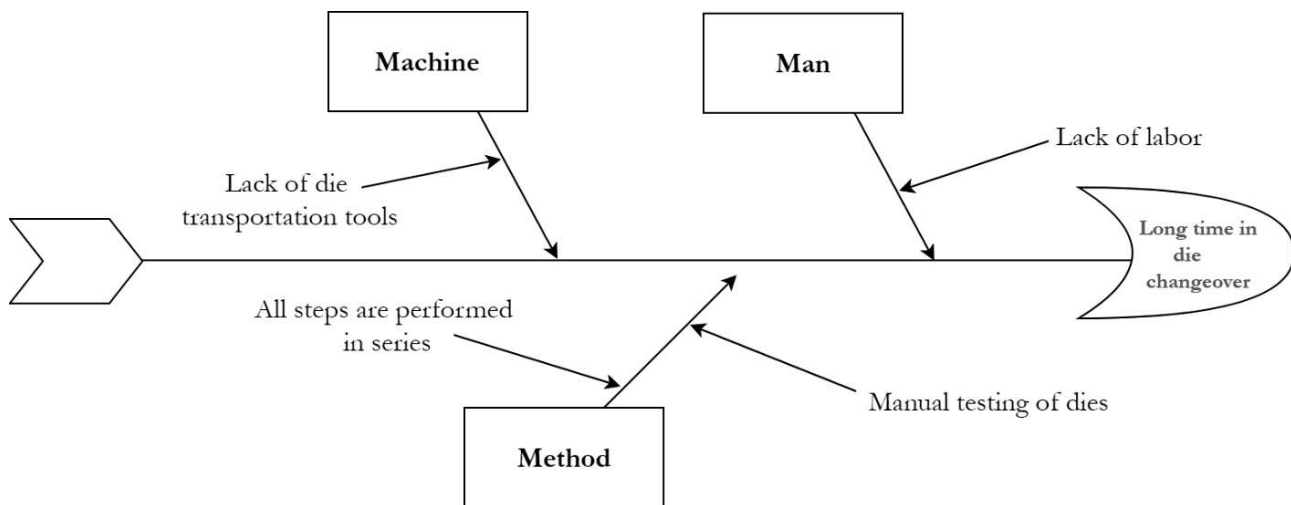 Machine
Man
Lack of labor
Lack of die
transportation tools
Long time in
die
changeover
All steps are performed
in series
Manual testing of dies
Method